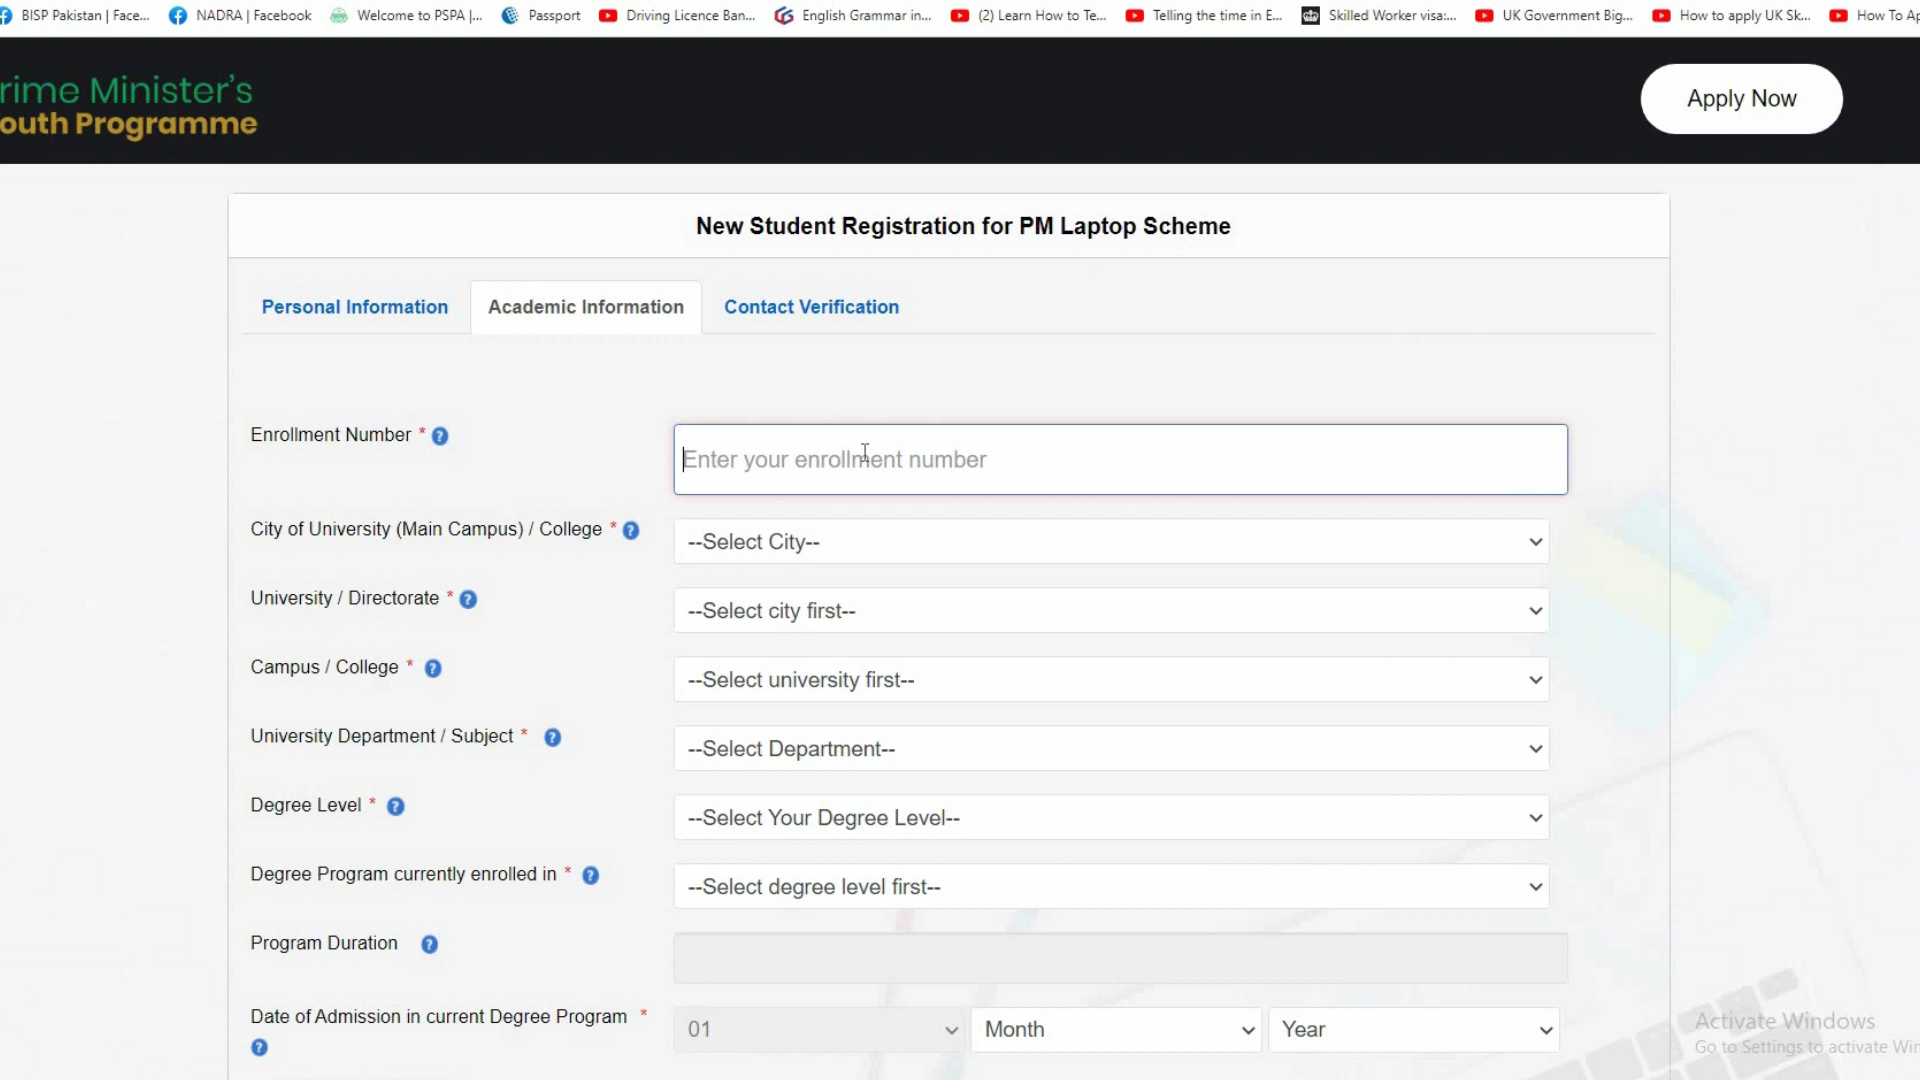 BISP Pakistan | Face... NADRA | Facebook Welcome to PSPA |... Passport Driving Licence Ban... English Grammar in... (2) Learn How to Te... Telling the time in E... Skilled Worker visa:... UK Government Big... How to apply UK Sk... How To Ap
rime Minister's
outh Programme
Apply Now
New Student Registration for PM Laptop Scheme
Personal Information Academic Information Contact Verification
Enrollment Number * ?
Enter your enrollment number
City of University (Main Campus) / College * ? --Select City--
University / Directorate * ? --Select city first--
Campus / College * ? --Select university first--
University Department / Subject * ? --Select Department--
Degree Level * ? --Select Your Degree Level--
Degree Program currently enrolled in * ? --Select degree level first--
Program Duration ?
Date of Admission in current Degree Program * ? 01 Month Year
Activate Windows
Go to Settings to activate Win